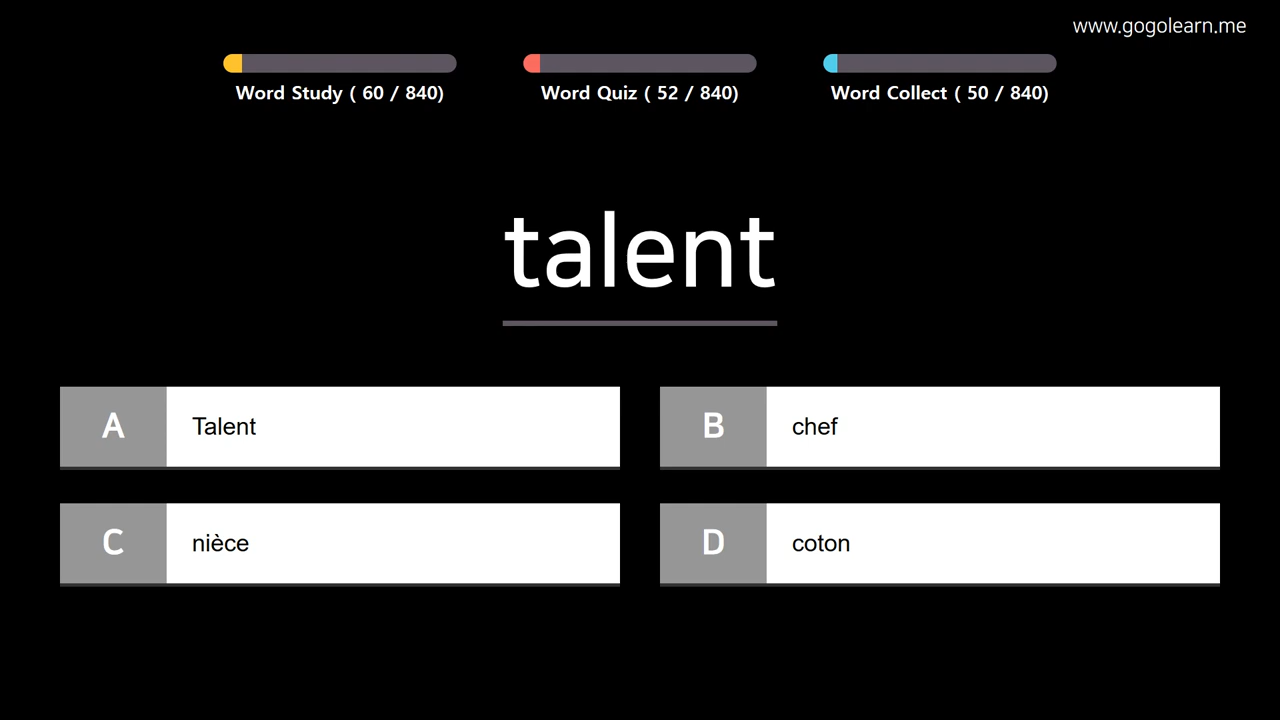 www.gogolearn.me
Word Study ( 60 / 840)
Word Quiz ( 52 / 840)
Word Collect ( 50 / 840)
talent
A Talent
B chef
C nièce
D coton